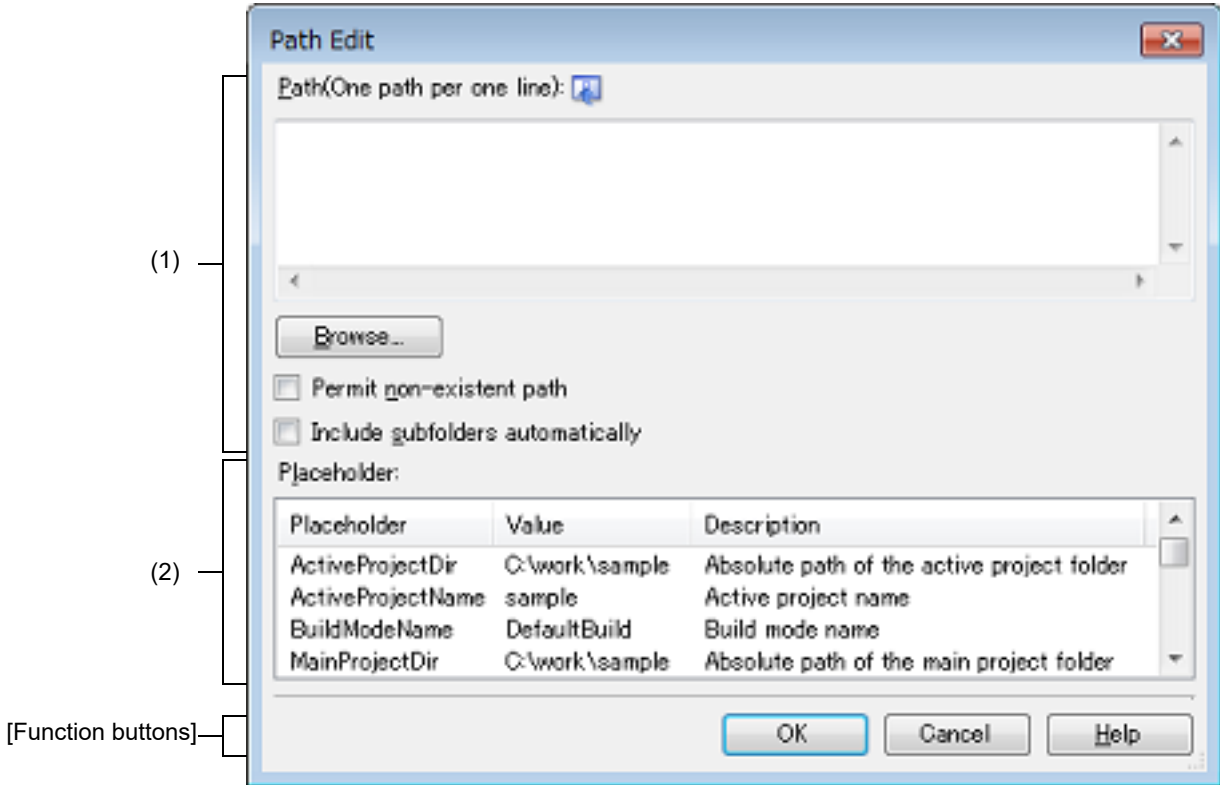 Path Edit
Path(One path per one line):
(1)
Browse...
Permit non-existent path
Include subfolders automatically
Placeholder:
Placeholder Value Description
ActiveProjectDir C:\work\sample Absolute path of the active project folder
ActiveProjectName sample Active project name
(2)
BuildModeName DefaultBuild Build mode name
MainProjectDir C:\work\sample Absolute path of the main project folder
[Function buttons]
OK Cancel Help